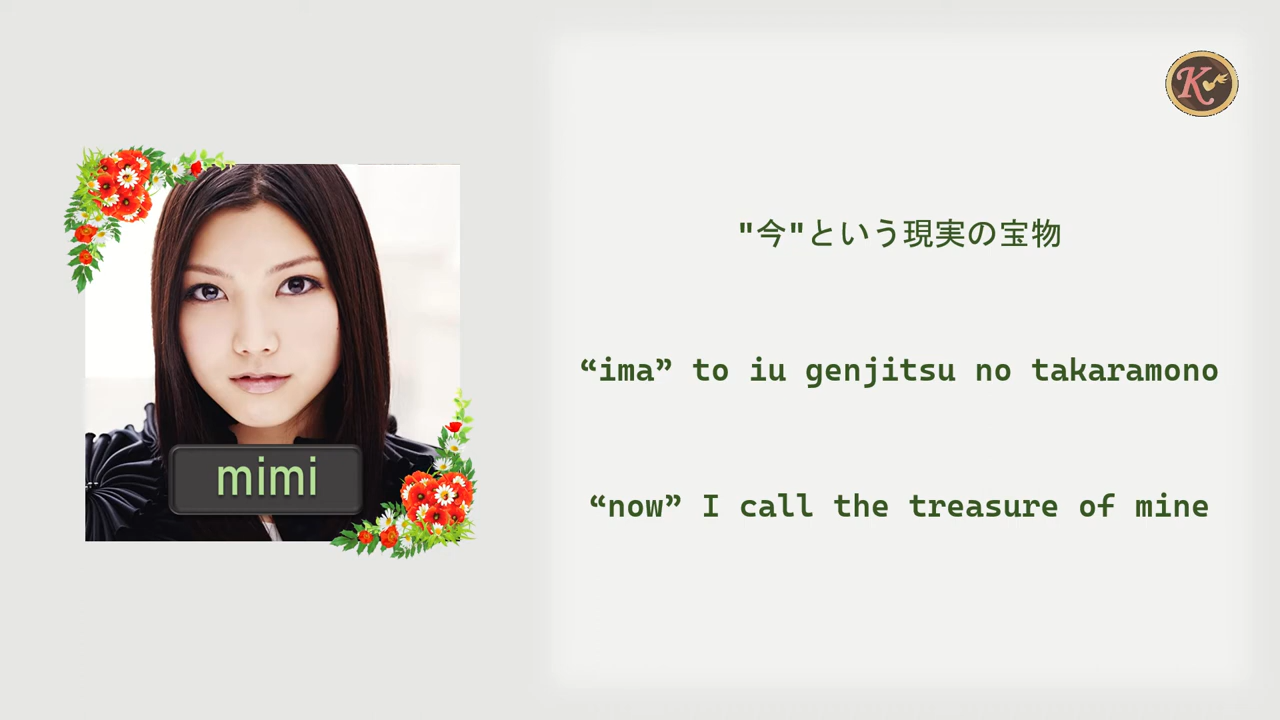 K
mimi
"今"という現実の宝物
“ima” to iu genjitsu no takaramono
“now” I call the treasure of mine